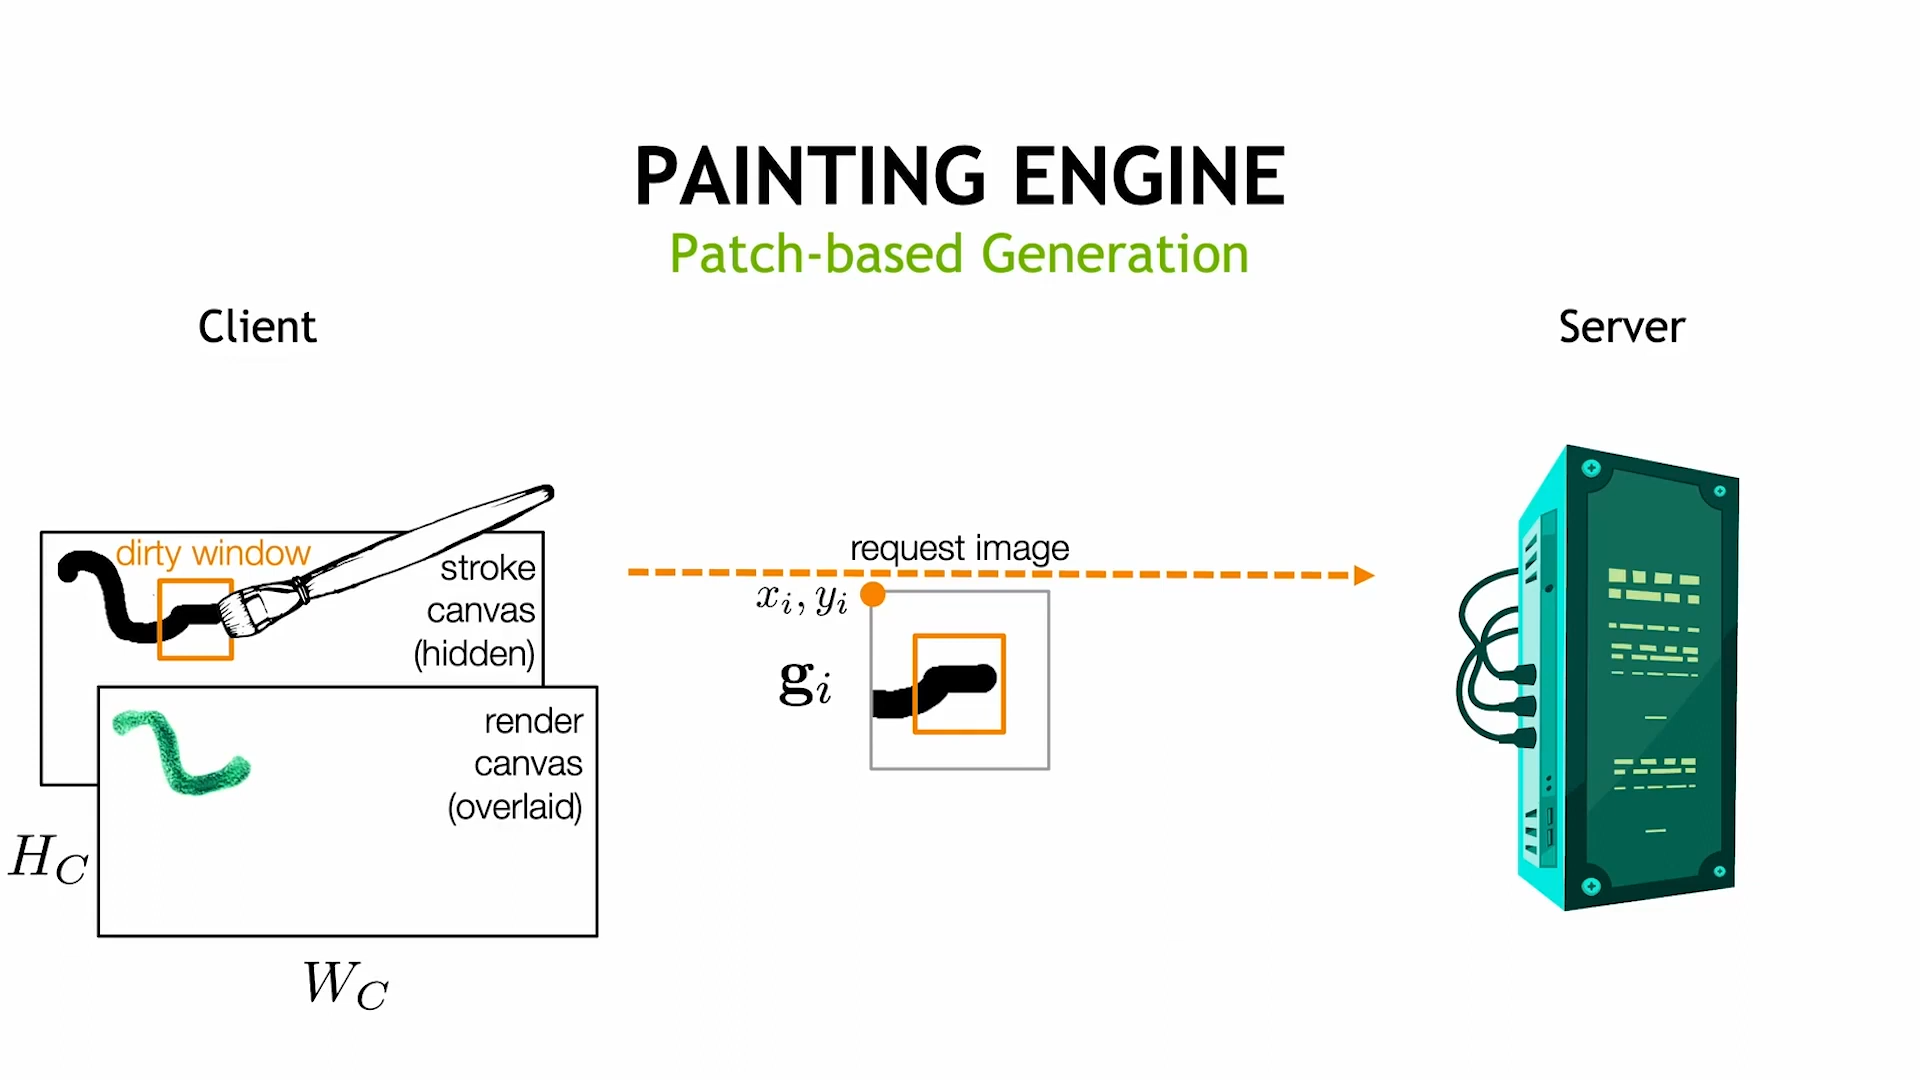 PAINTING ENGINE
Patch-based Generation
Client
Server
dirty window
stroke
canvas
(hidden)
render
canvas
(overlaid)
H_C
W_C
request image
x_i, y_i
g_i